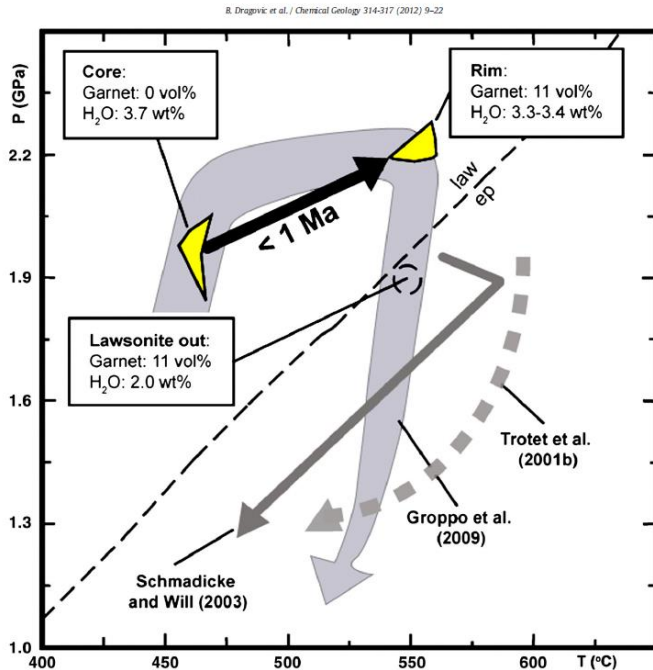 B. Dragovic et al. / Chemical Geology 314-317 (2012) 9–22
P (GPa)
Core:
Garnet: 0 vol%
H₂O: 3.7 wt%
Rim:
Garnet: 11 vol%
H₂O: 3.3-3.4 wt%
2.2
law
ep
< 1 Ma
1.9
Lawsonite out:
Garnet: 11 vol%
H₂O: 2.0 wt%
1.6
Trotet et al.
(2001b)
Groppo et al.
(2009)
1.3
Schmadicke
and Will (2003)
1.0
400
450
500
550
T (°C)
600